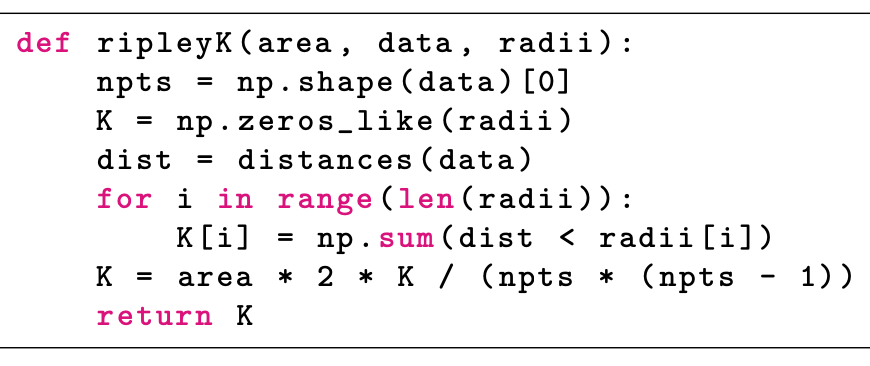 def ripleyK(area, data, radii):
    npts = np.shape(data)[0]
    K = np.zeros_like(radii)
    dist = distances(data)
    for i in range(len(radii)):
        K[i] = np.sum(dist < radii[i])
    K = area * 2 * K / (npts * (npts - 1))
    return K